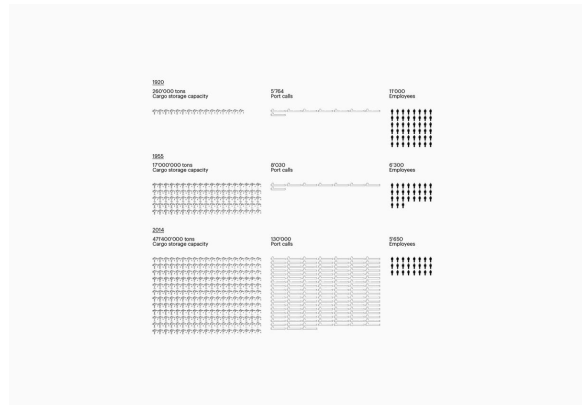 1920
260'000 tons
Cargo storage capacity
5'764
Port calls
17'000
Employees
1955
17'000'000 tons
Cargo storage capacity
8'030
Port calls
6'300
Employees
2014
471'400'000 tons
Cargo storage capacity
130'000
Port calls
5'650
Employees